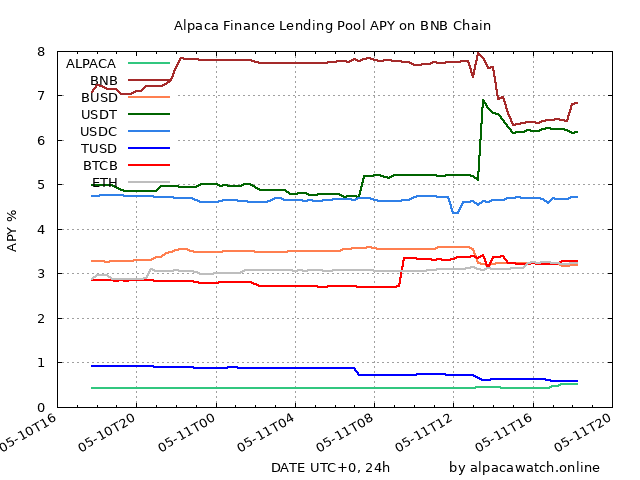 Alpaca Finance Lending Pool APY on BNB Chain
8
7
6
5
4
3
2
1
0
APY %
ALPACA
BNB
BUSD
USDT
USDC
TUSD
BTCB
ETH
05-10T16
05-10T20
05-11T00
05-11T04
05-11T08
05-11T12
05-11T16
05-11T20
DATE UTC+0, 24h
by alpacawatch.online